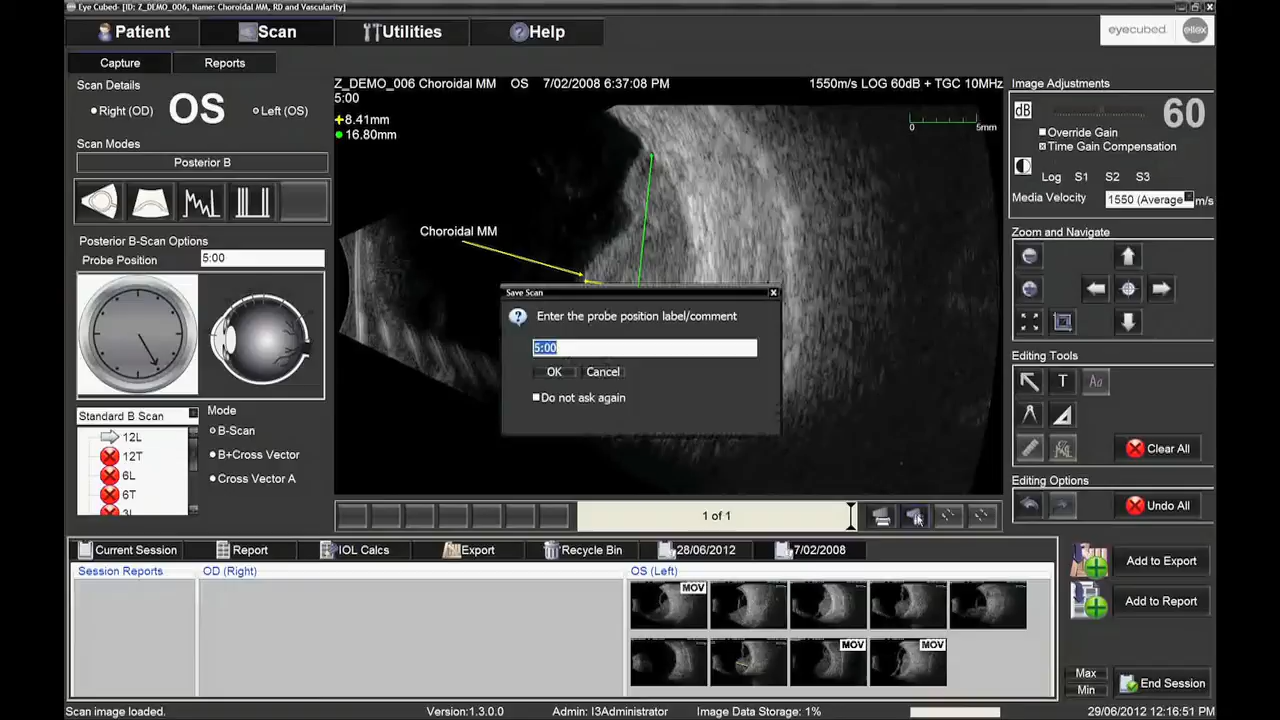 Eye Cubed- [ID: Z_DEMO_006, Name: Choroidal MM, RD and Vascularity]
Patient
Scan
Utilities
Help
eyecubed
ellex
Capture
Reports
Scan Details
Right (OD)
OS
Left (OS)
Scan Modes
Posterior B
Posterior B-Scan Options
Probe Position
5:00
Standard B Scan
12L
12T
6L
6T
Mode
B-Scan
B+Cross Vector
Cross Vector A
Z_DEMO_006 Choroidal MM OS 7/02/2008 6:37:08 PM
1550m/s LOG 60dB + TGC 10MHz
5:00
8.41mm
16.80mm
0
5mm
Choroidal MM
Save Scan
Enter the probe position label/comment
5:00
OK
Cancel
Do not ask again
1 of 1
Image Adjustments
dB
60
Override Gain
Time Gain Compensation
Log S1 S2 S3
Media Velocity
1550 (Average
m/s
Zoom and Navigate
Editing Tools
T
Aa
Clear All
Editing Options
Undo All
Current Session
Report
IOL Calcs
Export
Recycle Bin
28/06/2012
7/02/2008
Session Reports
OD (Right)
OS (Left)
MOV
MOV
MOV
Add to Export
Add to Report
Max
Min
End Session
Scan image loaded.
Version:1.3.0.0
Admin: I3Administrator
Image Data Storage: 1%
29/06/2012 12:16:51 PM